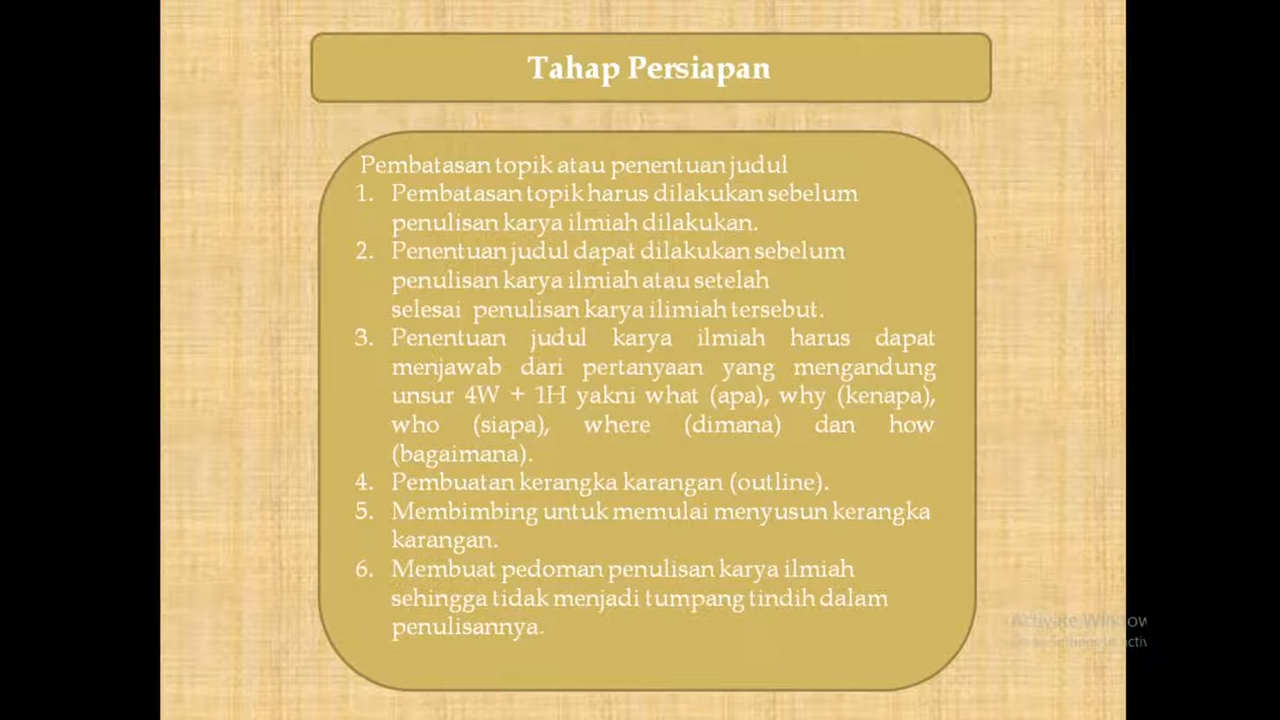 Tahap Persiapan
Pembatasan topik atau penentuan judul
1. Pembatasan topik harus dilakukan sebelum
penulisan karya ilmiah dilakukan.
2. Penentuan judul dapat dilakukan sebelum
penulisan karya ilmiah atau setelah
selesai penulisan karya ilimiah tersebut.
3. Penentuan judul karya ilmiah harus dapat
menjawab dari pertanyaan yang mengandung
unsur 4W + 1H yakni what (apa), why (kenapa),
who (siapa), where (dimana) dan how
(bagaimana).
4. Pembuatan kerangka karangan (outline).
5. Membimbing untuk memulai menyusun kerangka
karangan.
6. Membuat pedoman penulisan karya ilmiah
sehingga tidak menjadi tumpang tindih dalam
penulisannya.
Activate